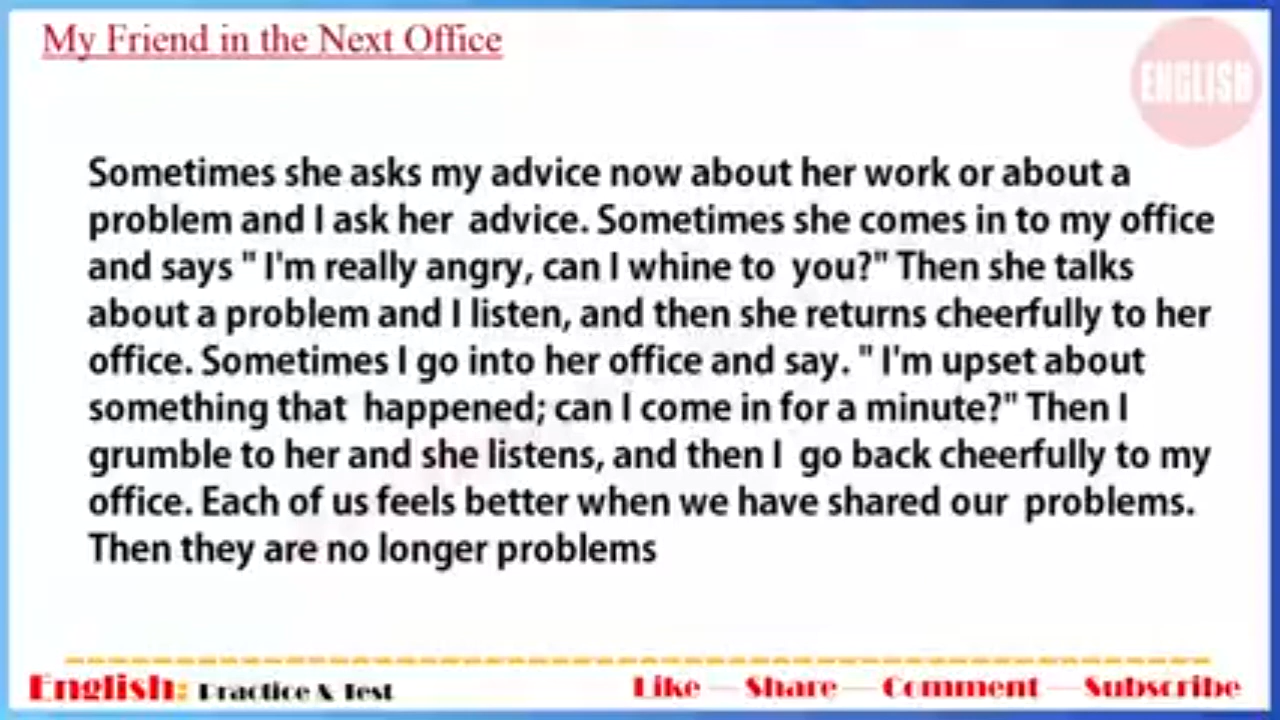 My Friend in the Next Office
ENGLISH
Sometimes she asks my advice now about her work or about a
problem and I ask her advice. Sometimes she comes in to my office
and says " I'm really angry, can I whine to you?" Then she talks
about a problem and I listen, and then she returns cheerfully to her
office. Sometimes I go into her office and say. " I'm upset about
something that happened; can I come in for a minute?" Then I
grumble to her and she listens, and then I go back cheerfully to my
office. Each of us feels better when we have shared our problems.
Then they are no longer problems
English: Practice & Test
Like — Share — Comment — Subscribe